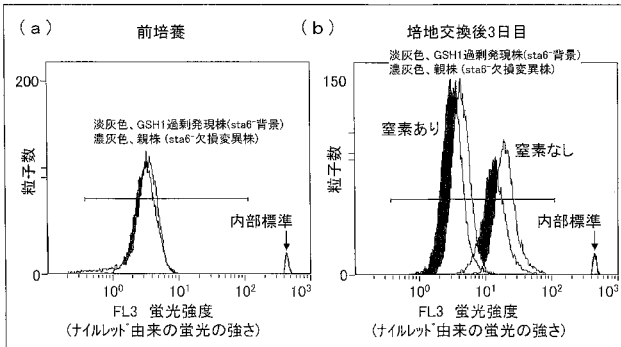 (a) 前培養
200
淡灰色、GSH1過剰発現株(sta6⁻背景)
濃灰色、親株(sta6⁻欠損変異株)
粒子数
内部標準
0
10⁰ 10¹ 10² 10³
FL3 蛍光強度
(ナイルレッド由来の蛍光の強さ)
(b) 培地交換後3日目
淡灰色、GSH1過剰発現株(sta6⁻背景)
濃灰色、親株(sta6⁻欠損変異株)
150
窒素あり
窒素なし
粒子数
内部標準
0
10⁰ 10¹ 10² 10³
FL3 蛍光強度
(ナイルレッド由来の蛍光の強さ)